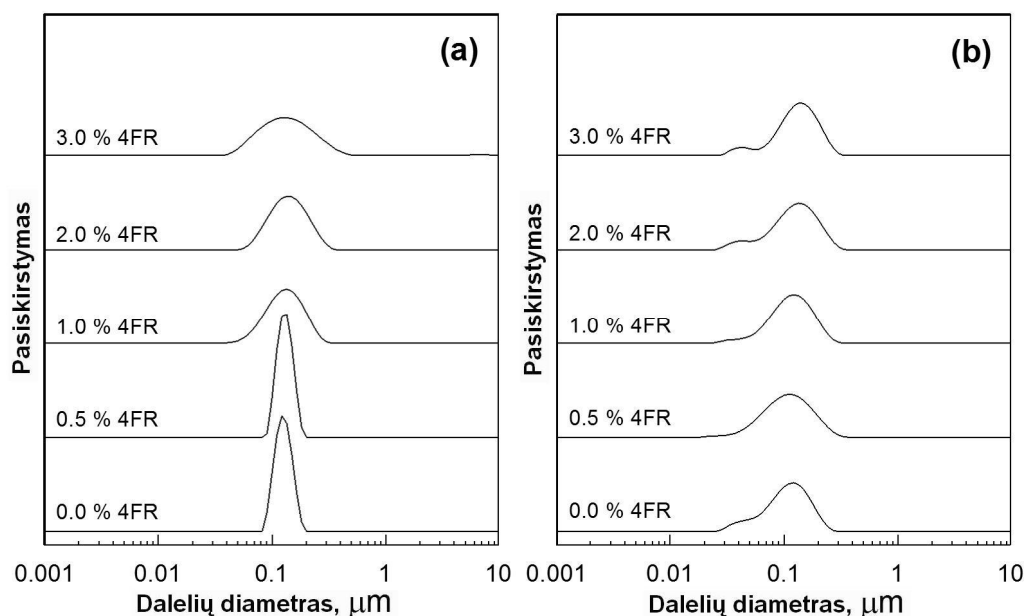 (a)
3.0 % 4FR
2.0 % 4FR
1.0 % 4FR
0.5 % 4FR
0.0 % 4FR
Pasiskirstymas
0.001 0.01 0.1 1 10
Dalelių diametras, μm
(b)
3.0 % 4FR
2.0 % 4FR
1.0 % 4FR
0.5 % 4FR
0.0 % 4FR
Pasiskirstymas
0.001 0.01 0.1 1 10
Dalelių diametras, μm